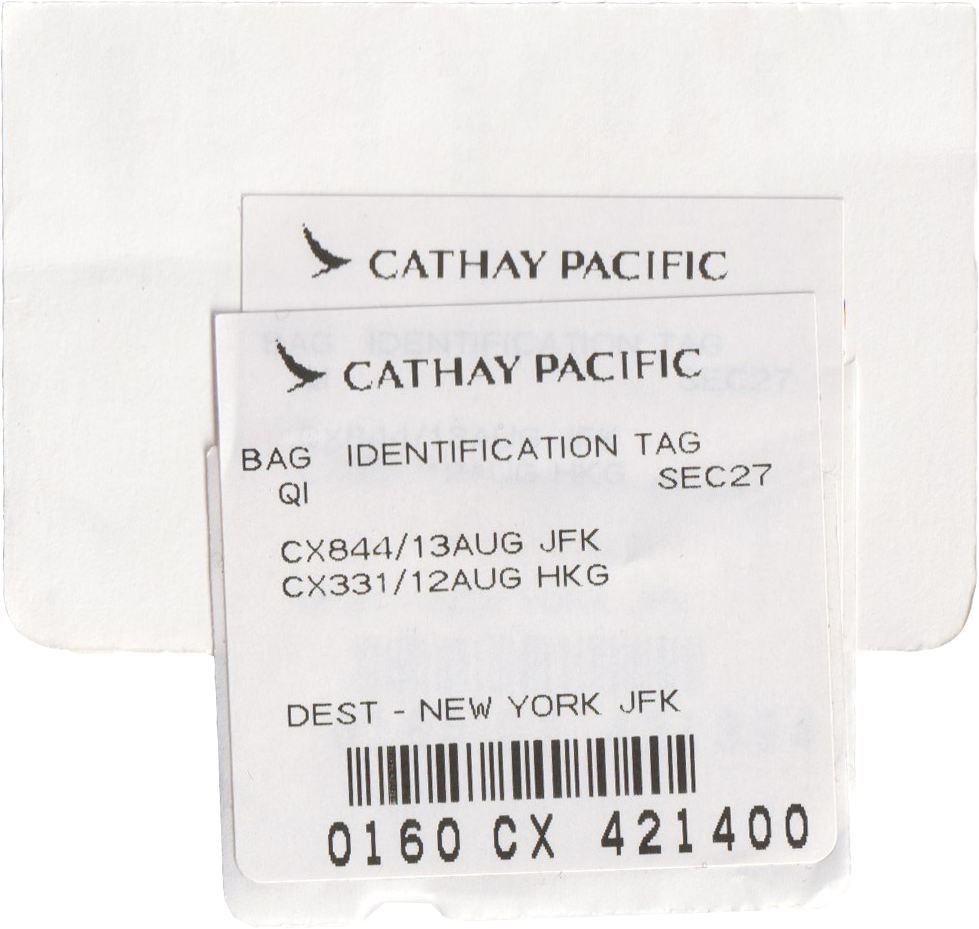 CATHAY PACIFIC
CATHAY PACIFIC
BAG IDENTIFICATION TAG
QI SEC27
CX844/13AUG JFK
CX331/12AUG HKG
DEST - NEW YORK JFK
0160 CX 421400